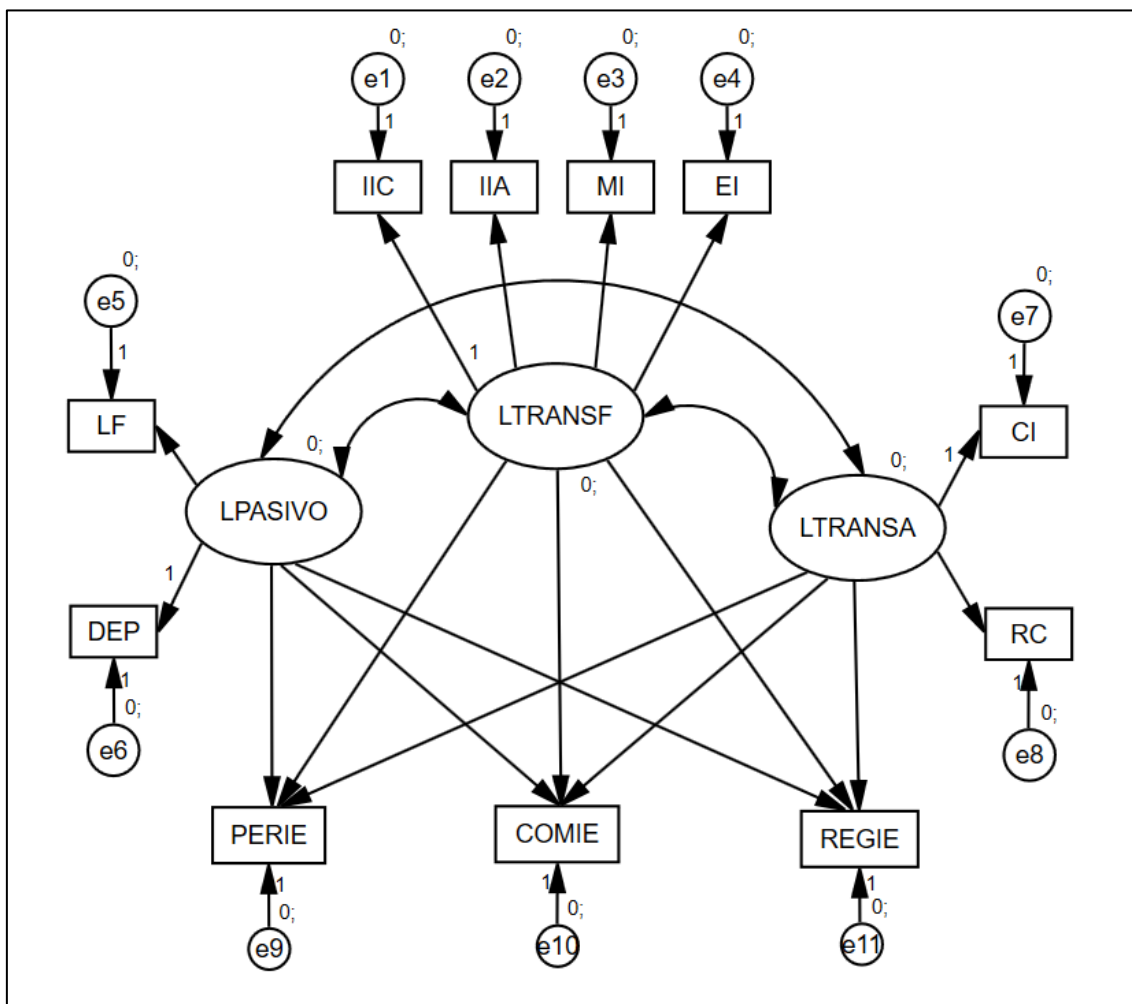 0; 0; 0; 0;
e1 e2 e3 e4
1 1 1 1
IIC IIA MI EI
0; 0;
e5 e7
1 1
1
LF LTRANSF CI
0; 0; 1
0;
LPASIVO LTRANSA
1
DEP RC
1 1
0; 0;
e6 e8
PERIE COMIE REGIE
1 1 1
0; 0; 0;
e9 e10 e11